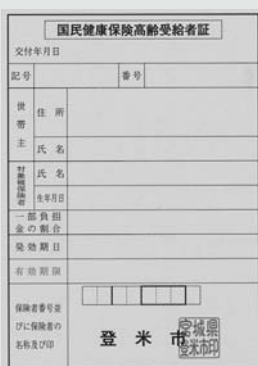 国民健康保険高齢受給者証
交付年月日
記号 番号
世帯主 住所
氏名
対象被保険者 氏名
生年月日
一部負担
金の割合
発効期日
有効期限
保険者番号並
びに保険者の
名称及び印
登米市
宮城県
登米市印